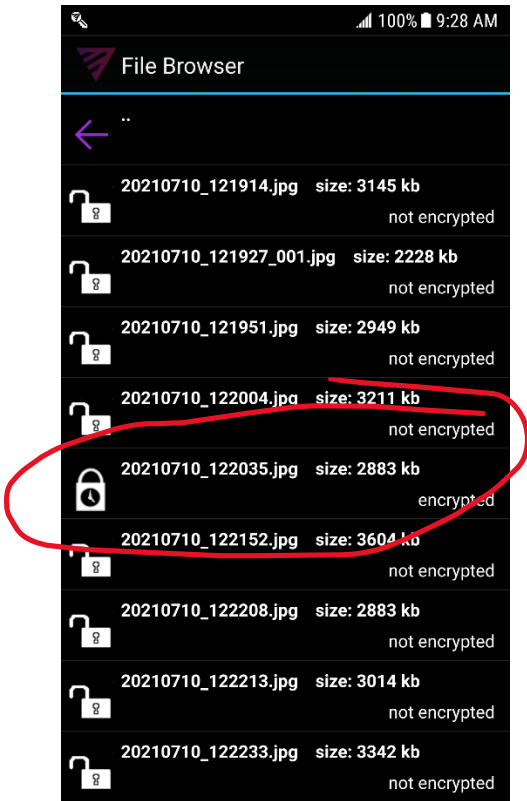 100% 9:28 AM
File Browser
..
20210710_121914.jpg size: 3145 kb
not encrypted
20210710_121927_001.jpg size: 2228 kb
not encrypted
20210710_121951.jpg size: 2949 kb
not encrypted
20210710_122004.jpg size: 3211 kb
not encrypted
20210710_122035.jpg size: 2883 kb
encrypted
20210710_122152.jpg size: 3604 kb
not encrypted
20210710_122208.jpg size: 2883 kb
not encrypted
20210710_122213.jpg size: 3014 kb
not encrypted
20210710_122233.jpg size: 3342 kb
not encrypted